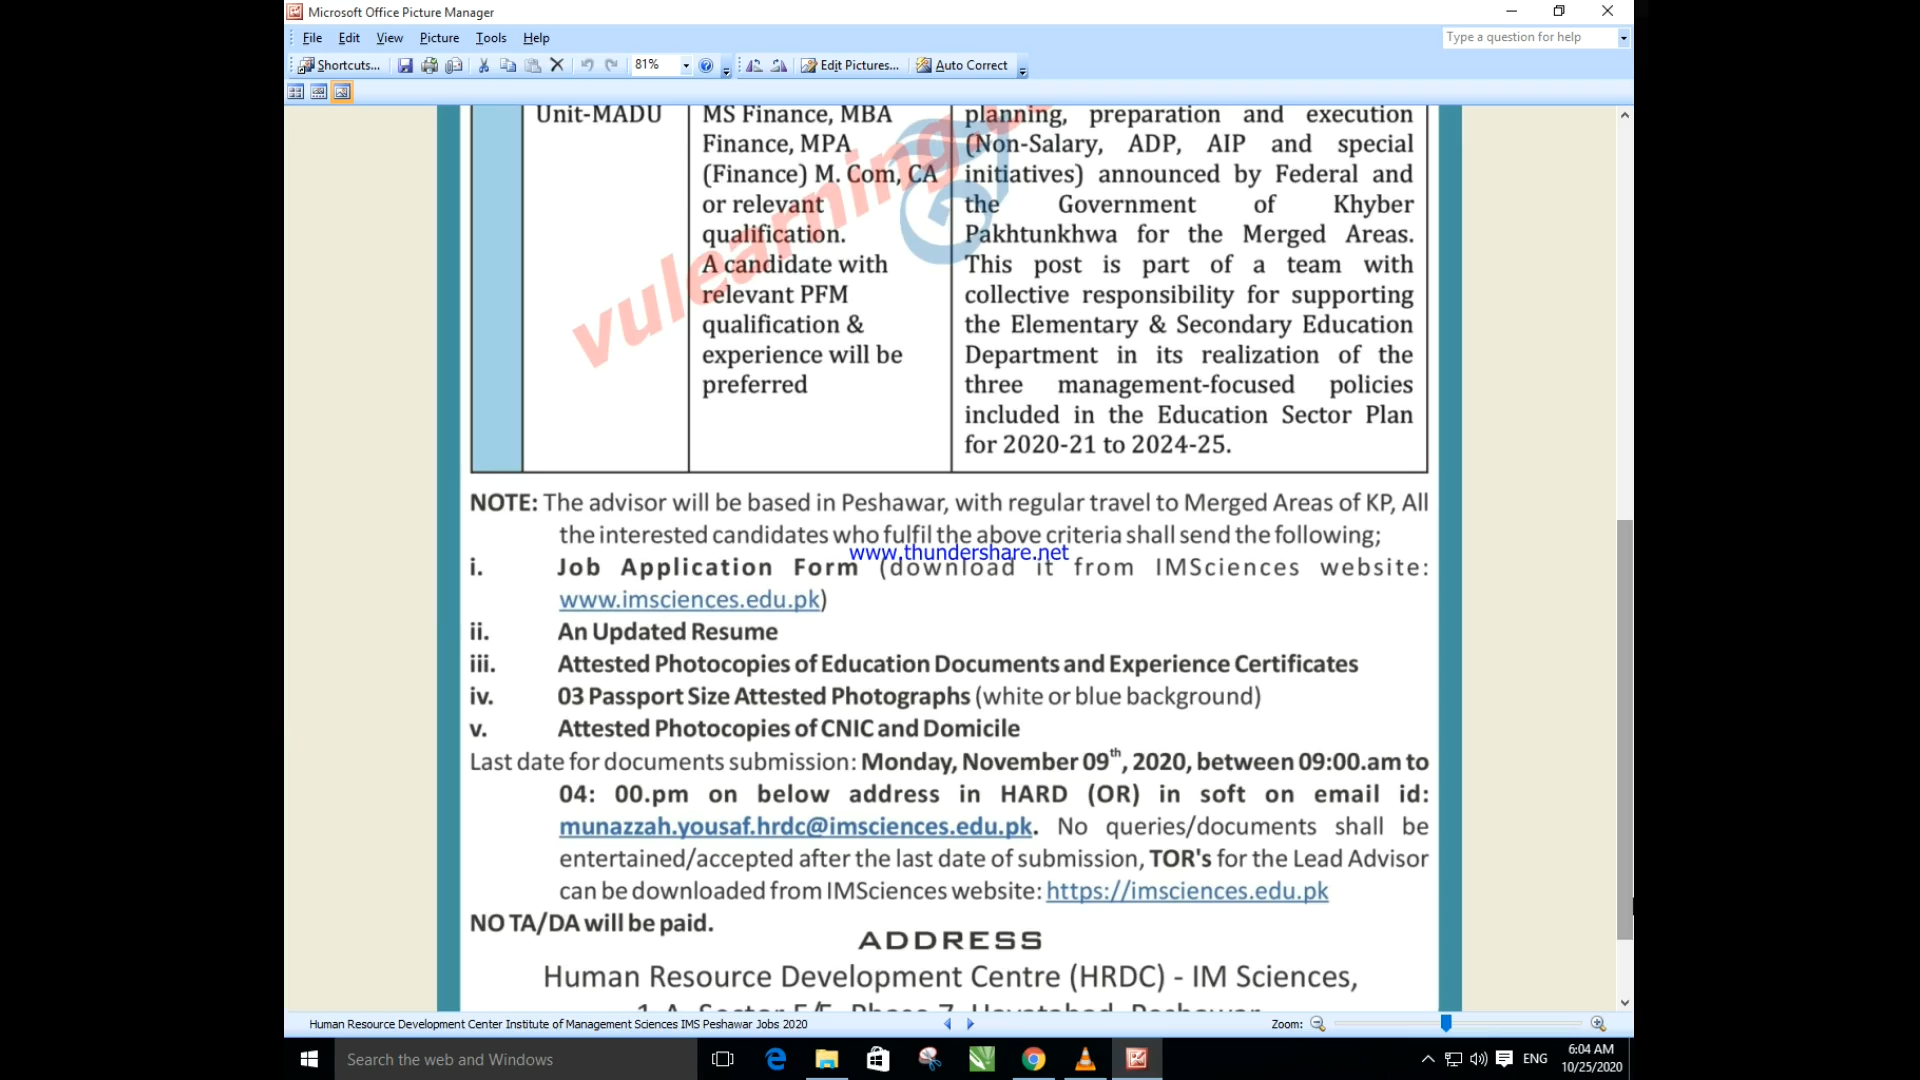 Microsoft Office Picture Manager
File Edit View Picture Tools Help
Type a question for help
Shortcuts... 81% Edit Pictures... Auto Correct
Unit-MADU
MS Finance, MBA
Finance, MPA
(Finance) M. Com, CA
or relevant
qualification.
A candidate with
relevant PFM
qualification &
experience will be
preferred
planning, preparation and execution
(Non-Salary, ADP, AIP and special
initiatives) announced by Federal and
the Government of Khyber
Pakhtunkhwa for the Merged Areas.
This post is part of a team with
collective responsibility for supporting
the Elementary & Secondary Education
Department in its realization of the
three management-focused policies
included in the Education Sector Plan
for 2020-21 to 2024-25.
vulearning
NOTE: The advisor will be based in Peshawar, with regular travel to Merged Areas of KP, All
the interested candidates who fulfil the above criteria shall send the following;
www.thundershare.net
i. Job Application Form (download it from IMSciences website:
www.imsciences.edu.pk)
ii. An Updated Resume
iii. Attested Photocopies of Education Documents and Experience Certificates
iv. 03 Passport Size Attested Photographs (white or blue background)
v. Attested Photocopies of CNIC and Domicile
Last date for documents submission: Monday, November 09th, 2020, between 09:00.am to
04: 00.pm on below address in HARD (OR) in soft on email id:
munazzah.yousaf.hrdc@imsciences.edu.pk. No queries/documents shall be
entertained/accepted after the last date of submission, TOR's for the Lead Advisor
can be downloaded from IMSciences website: https://imsciences.edu.pk
NO TA/DA will be paid.
ADDRESS
Human Resource Development Centre (HRDC) - IM Sciences,
1-A, Sector E/5, Phase 7, Hayatabad, Peshawar
Human Resource Development Center Institute of Management Sciences IMS Peshawar Jobs 2020
Zoom:
Search the web and Windows
ENG
6:04 AM
10/25/2020